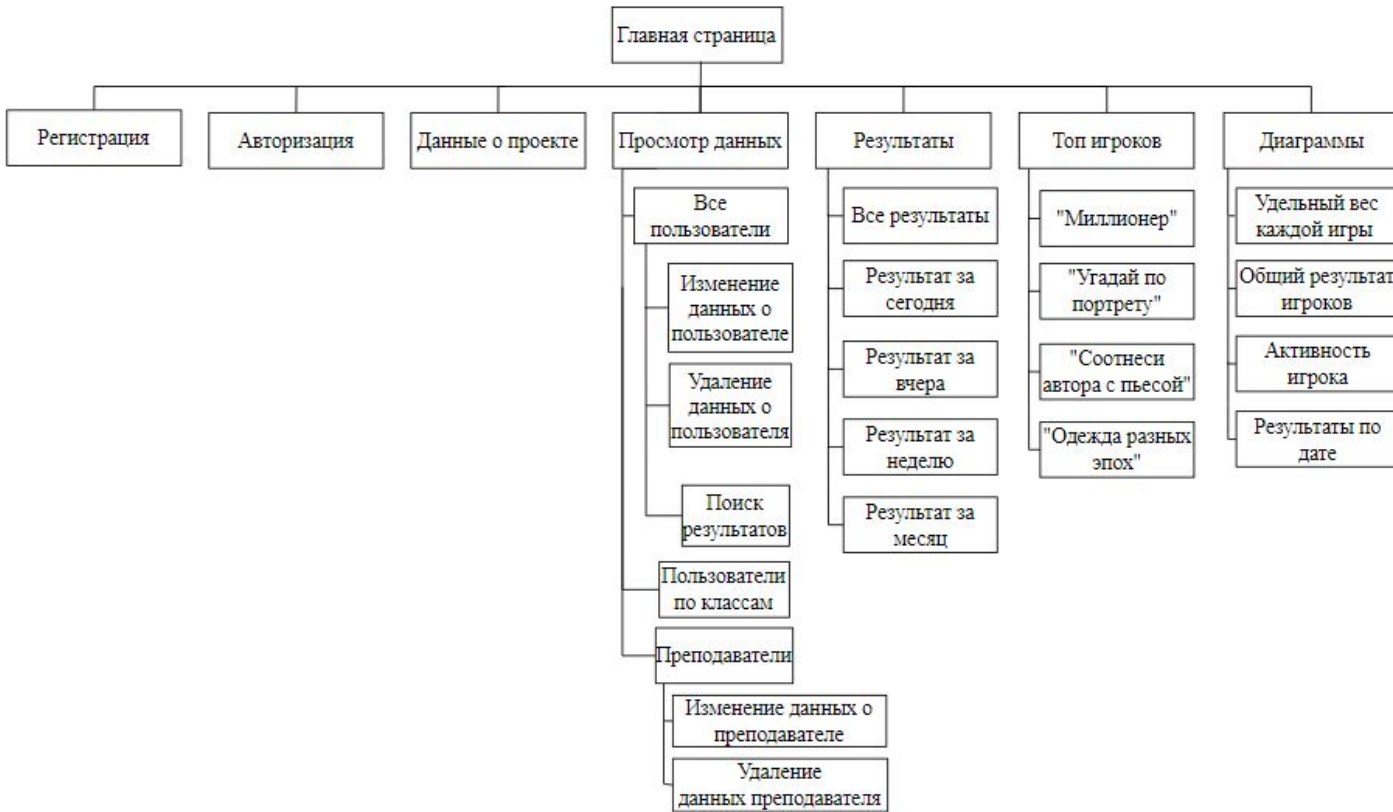 Главная страница
Регистрация
Авторизация
Данные о проекте
Просмотр данных
Результаты
Топ игроков
Диаграммы
Все
пользователи
Изменение
данных о
пользователе
Удаление
данных о
пользователя
Поиск
результатов
Пользователи
по классам
Преподаватели
Изменение данных о
преподавателе
Удаление
данных преподавателя
Все результаты
Результат за
сегодня
Результат за
вчера
Результат за
неделю
Результат за
месяц
"Миллионер"
"Угадай по
портрету"
"Соотнеси
автора с пьесой"
"Одежда разных
эпох"
Удельный вес
каждой игры
Общий результат
игроков
Активность
игрока
Результаты по
дате